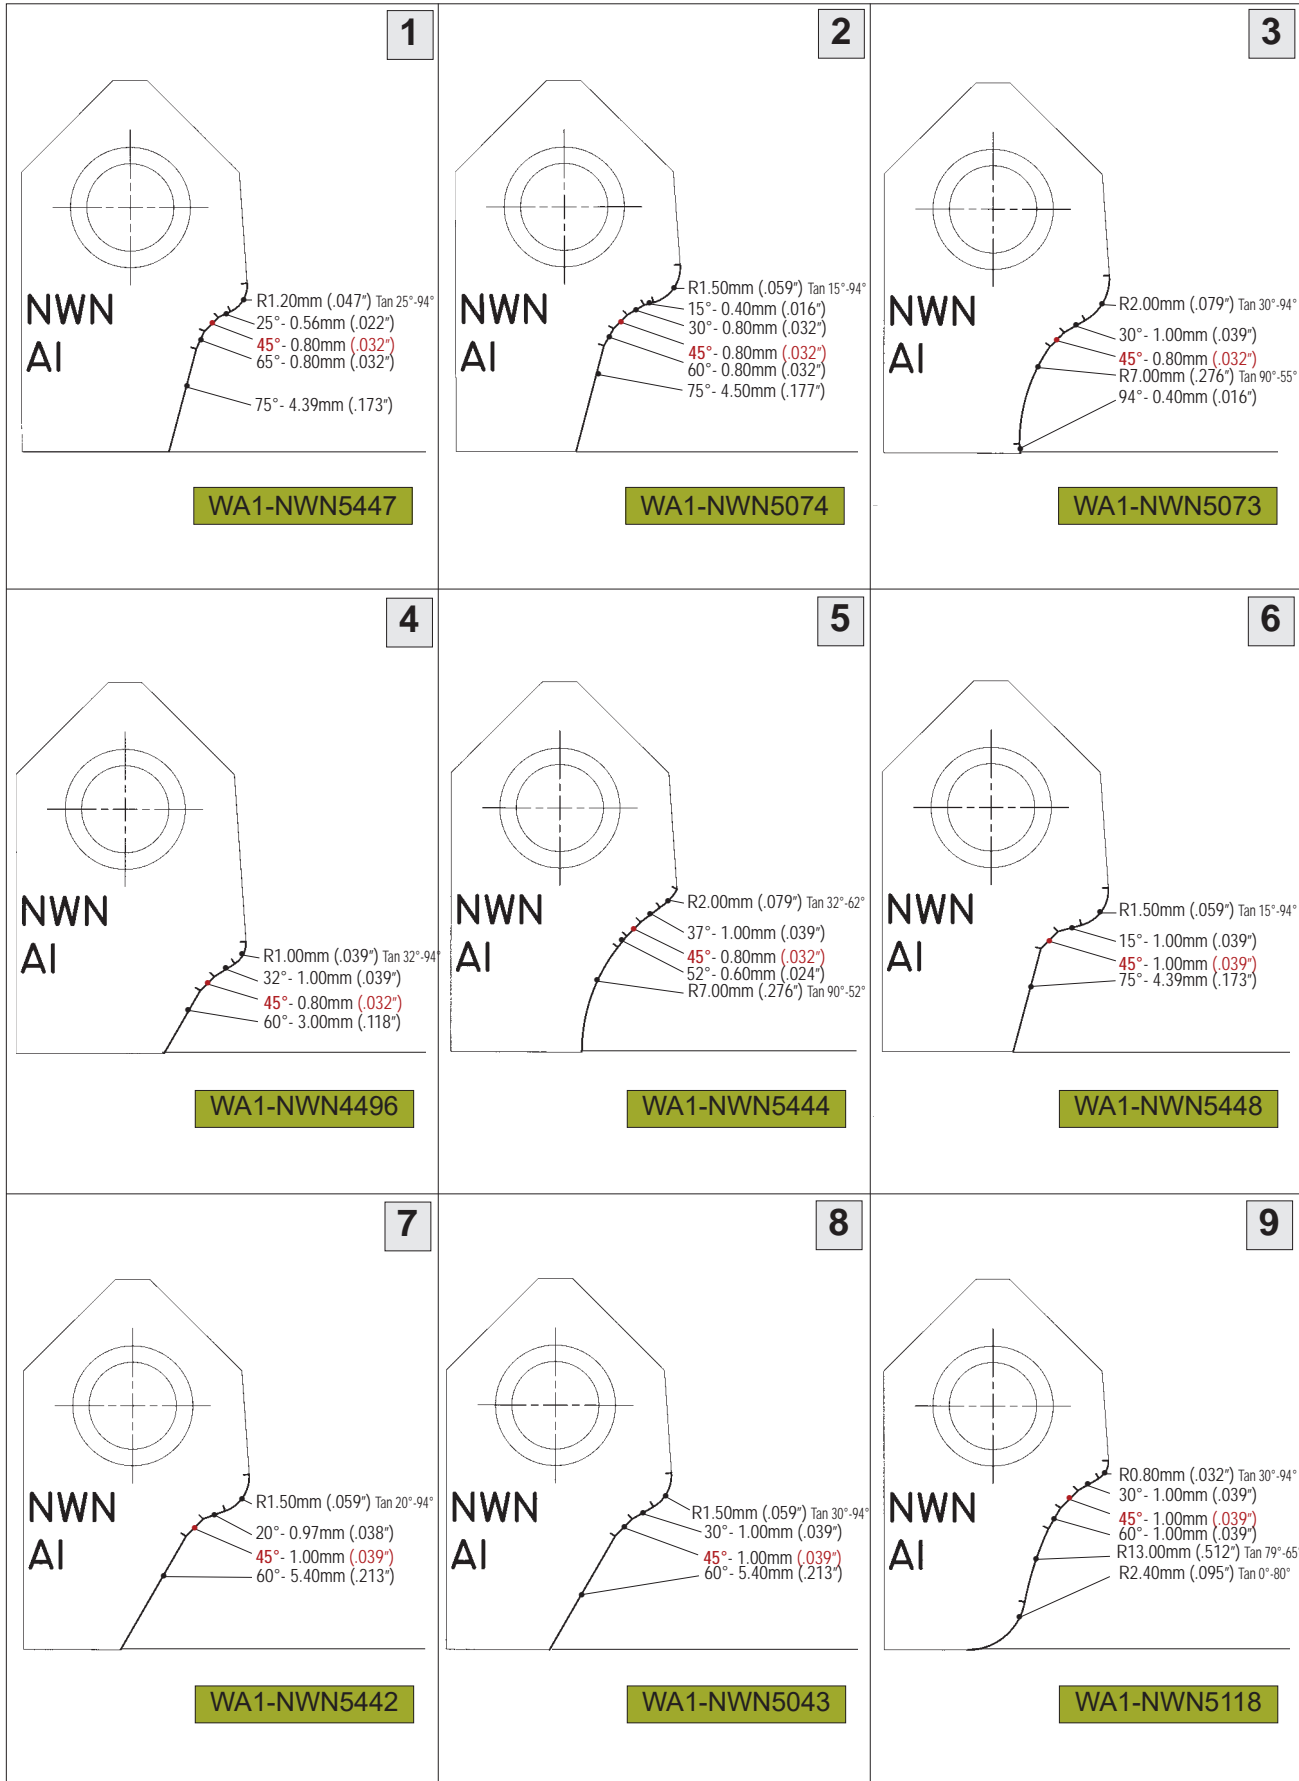 1
NWN
AI
R1.20mm (.047") Tan 25°-94°
25°- 0.56mm (.022")
45°- 0.80mm (.032")
65°- 0.80mm (.032")
75°- 4.39mm (.173")
WA1-NWN5447
2
NWN
AI
R1.50mm (.059") Tan 15°-94°
15°- 0.40mm (.016")
30°- 0.80mm (.032")
45°- 0.80mm (.032")
60°- 0.80mm (.032")
75°- 4.50mm (.177")
WA1-NWN5074
3
NWN
AI
R2.00mm (.079") Tan 30°-94°
30°- 1.00mm (.039")
45°- 0.80mm (.032")
R7.00mm (.276") Tan 90°-55°
94°- 0.40mm (.016")
WA1-NWN5073
4
NWN
AI
R1.00mm (.039") Tan 32°-94°
32°- 1.00mm (.039")
45°- 0.80mm (.032")
60°- 3.00mm (.118")
WA1-NWN4496
5
NWN
AI
R2.00mm (.079") Tan 32°-62°
37°- 1.00mm (.039")
45°- 0.80mm (.032")
52°- 0.60mm (.024")
R7.00mm (.276") Tan 90°-52°
WA1-NWN5444
6
NWN
AI
R1.50mm (.059") Tan 15°-94°
15°- 1.00mm (.039")
45°- 1.00mm (.039")
75°- 4.39mm (.173")
WA1-NWN5448
7
NWN
AI
R1.50mm (.059") Tan 20°-94°
20°- 0.97mm (.038")
45°- 1.00mm (.039")
60°- 5.40mm (.213")
WA1-NWN5442
8
NWN
AI
R1.50mm (.059") Tan 30°-94°
30°- 1.00mm (.039")
45°- 1.00mm (.039")
60°- 5.40mm (.213")
WA1-NWN5043
9
NWN
AI
R0.80mm (.032") Tan 30°-94°
30°- 1.00mm (.039")
45°- 1.00mm (.039")
60°- 1.00mm (.039")
R13.00mm (.512") Tan 79°-65°
R2.40mm (.095") Tan 0°-80°
WA1-NWN5118